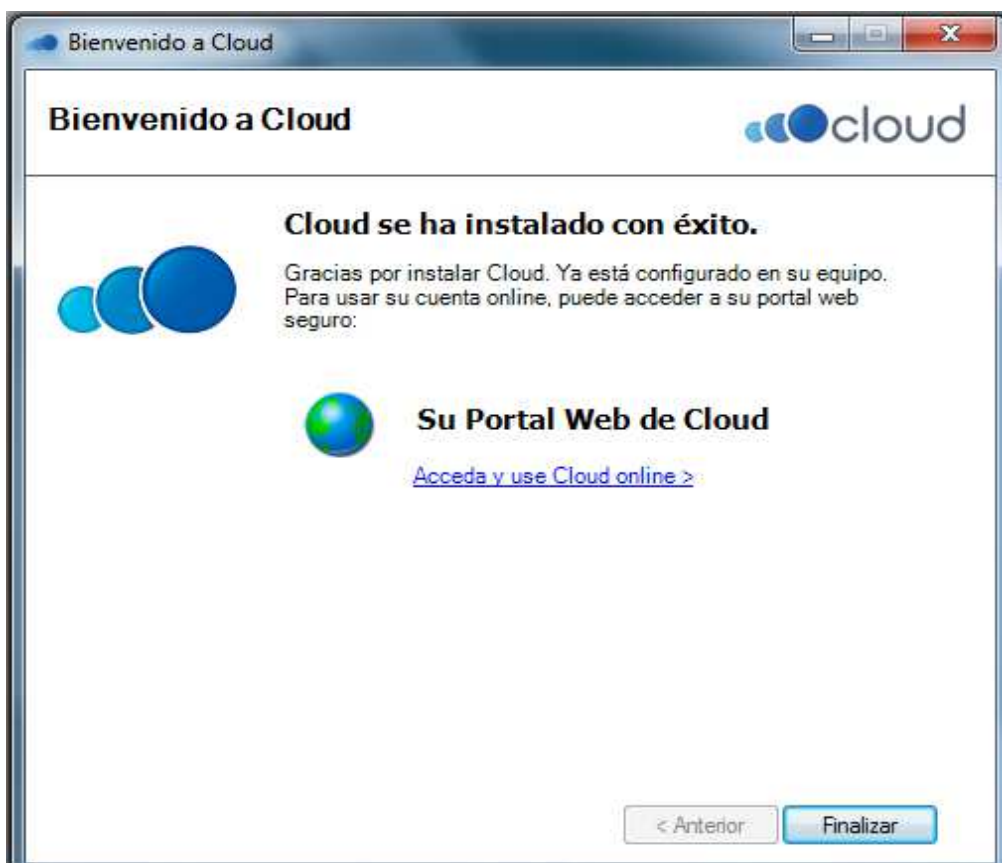 Bienvenido a Cloud
Bienvenido a Cloud
cloud
Cloud se ha instalado con éxito.
Gracias por instalar Cloud. Ya está configurado en su equipo.
Para usar su cuenta online, puede acceder a su portal web
seguro:
Su Portal Web de Cloud
Acceda y use Cloud online >
< Anterior
Finalizar